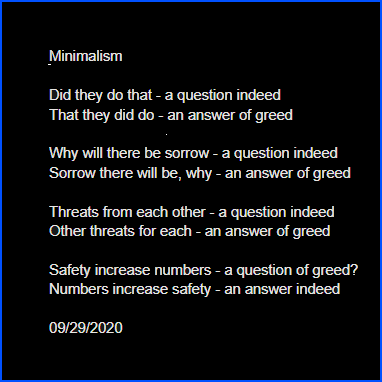 Minimalism
Did they do that - a question indeed
That they did do - an answer of greed
Why will there be sorrow - a question indeed
Sorrow there will be, why - an answer of greed
Threats from each other - a question indeed
Other threats for each - an answer of greed
Safety increase numbers - a question of greed?
Numbers increase safety - an answer indeed
09/29/2020